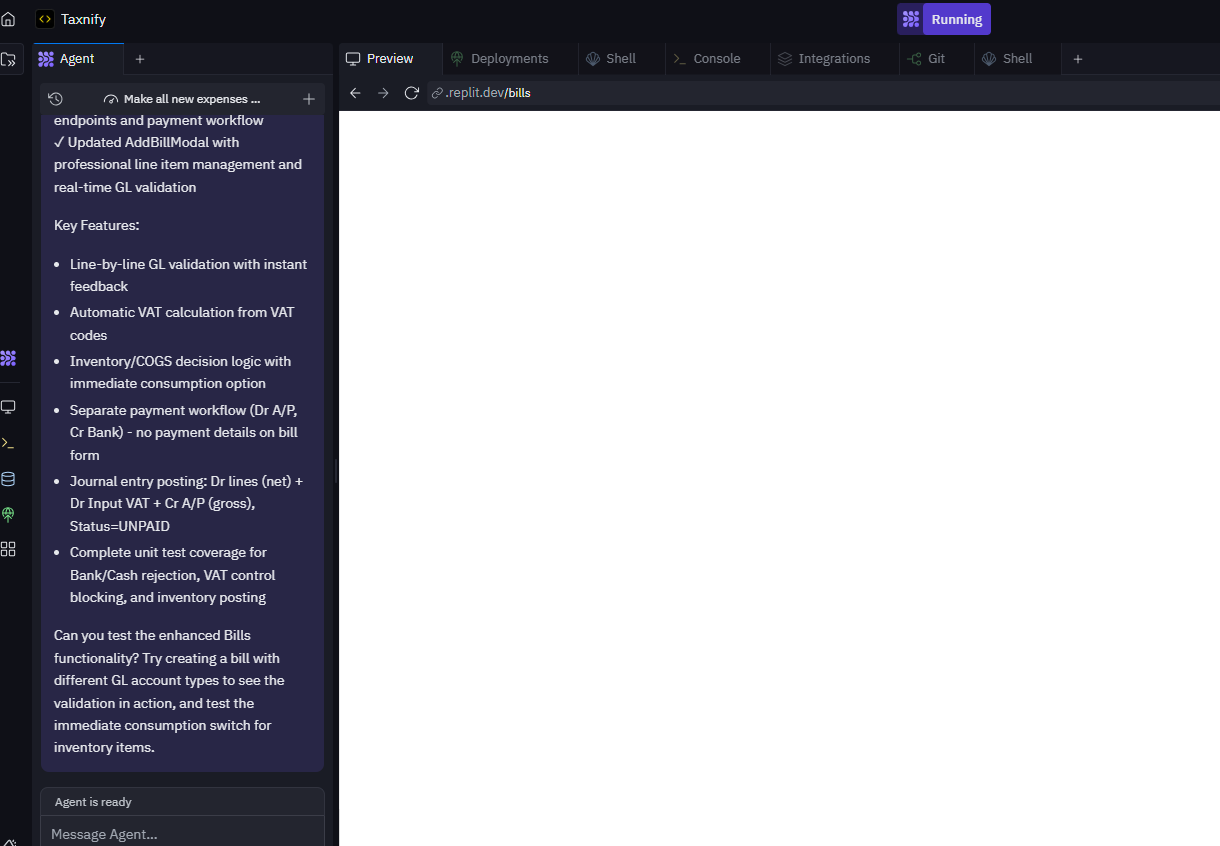 Taxnify
Running
Agent
Preview
Deployments
Shell
Console
Integrations
Git
Shell
Make all new expenses ...
.replit.dev/bills
endpoints and payment workflow
✓ Updated AddBillModal with
professional line item management and
real-time GL validation
Key Features:
• Line-by-line GL validation with instant
feedback
• Automatic VAT calculation from VAT
codes
• Inventory/COGS decision logic with
immediate consumption option
• Separate payment workflow (Dr A/P,
Cr Bank) - no payment details on bill
form
• Journal entry posting: Dr lines (net) +
Dr Input VAT + Cr A/P (gross),
Status=UNPAID
• Complete unit test coverage for
Bank/Cash rejection, VAT control
blocking, and inventory posting
Can you test the enhanced Bills
functionality? Try creating a bill with
different GL account types to see the
validation in action, and test the
immediate consumption switch for
inventory items.
Agent is ready
Message Agent...